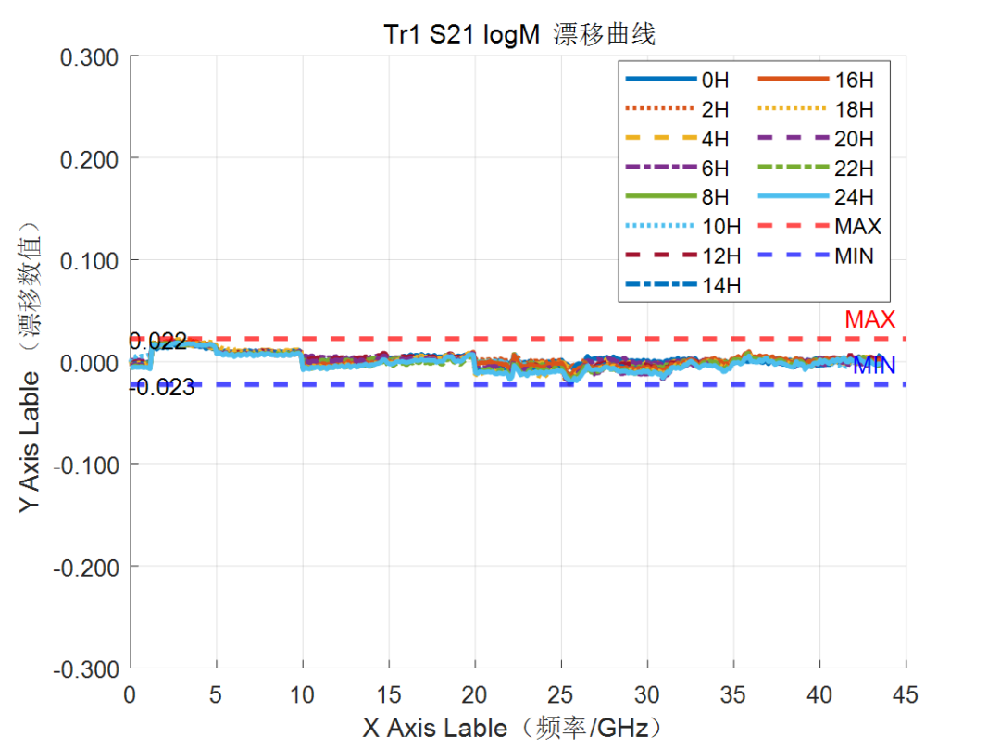 Tr1 S21 logM 漂移曲线
0.300
0.200
0.100
0.000
-0.100
-0.200
-0.300
Y Axis Lable（漂移数值）
0H
2H
4H
6H
8H
10H
12H
14H
16H
18H
20H
22H
24H
MAX
MIN
MAX
0.022
MIN
-0.023
0 5 10 15 20 25 30 35 40 45
X Axis Lable（频率/GHz）